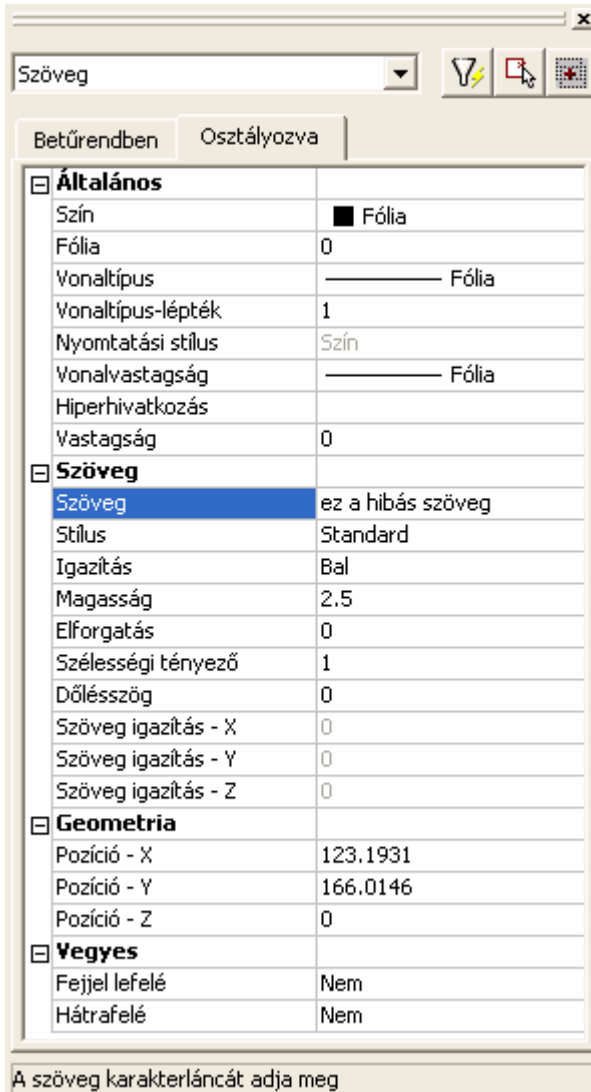 Szöveg
Betűrendben Osztályozva
Általános
Szín Fólia
Fólia 0
Vonaltípus Fólia
Vonaltípus-lépték 1
Nyomtatási stílus Szín
Vonalvastagság Fólia
Hiperhivatkozás
Vastagság 0
Szöveg
Szöveg ez a hibás szöveg
Stílus Standard
Igazítás Bal
Magasság 2.5
Elforgatás 0
Szélességi tényező 1
Dőlésszög 0
Szöveg igazítás - X 0
Szöveg igazítás - Y 0
Szöveg igazítás - Z 0
Geometria
Pozíció - X 123.1931
Pozíció - Y 166.0146
Pozíció - Z 0
Vegyes
Fejjel lefelé Nem
Hátrafelé Nem
A szöveg karakterláncát adja meg